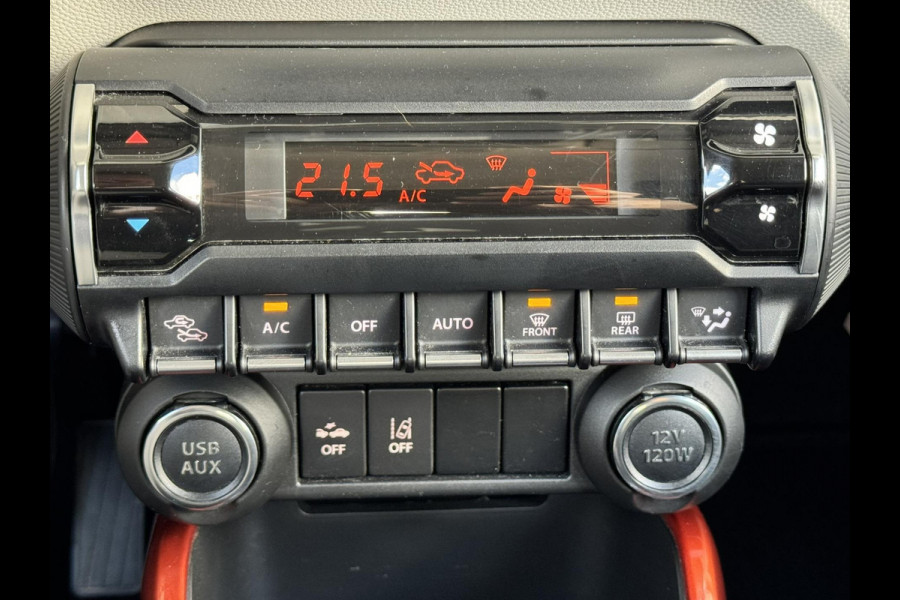 21.5
A/C
A/C
OFF
AUTO
FRONT
REAR
USB
AUX
OFF
OFF
12V
120W